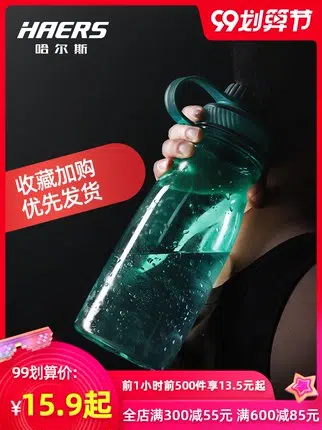 HAERS
哈尔斯
99划算节
收藏加购
优先发货
99划算价:
¥15.9起
前1小时前500件享13.5元起
全店满300减55元 满600减85元